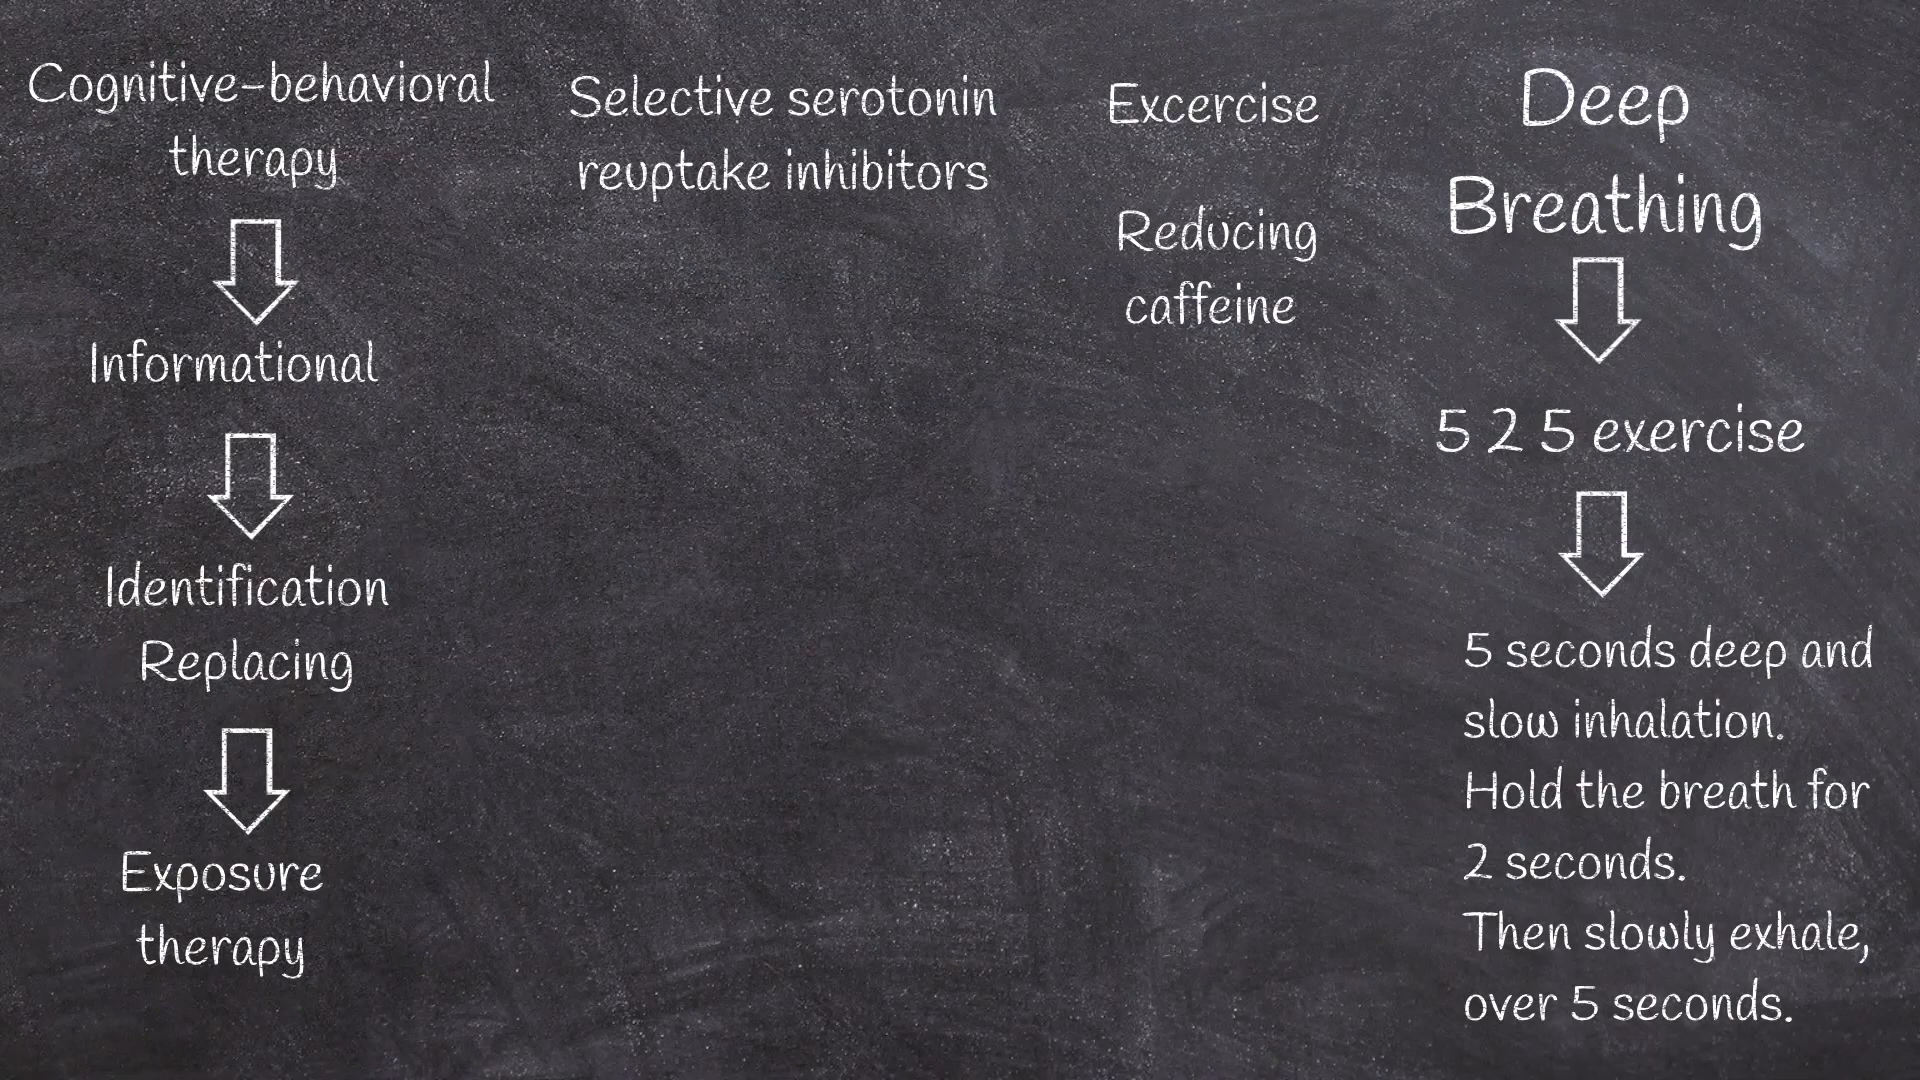 Cognitive-behavioral
therapy
Informational
Identification
Replacing
Exposure
therapy
Selective serotonin
reuptake inhibitors
Excercise
Reducing
caffeine
Deep
Breathing
5 2 5 exercise
5 seconds deep and
slow inhalation.
Hold the breath for
2 seconds.
Then slowly exhale,
over 5 seconds.